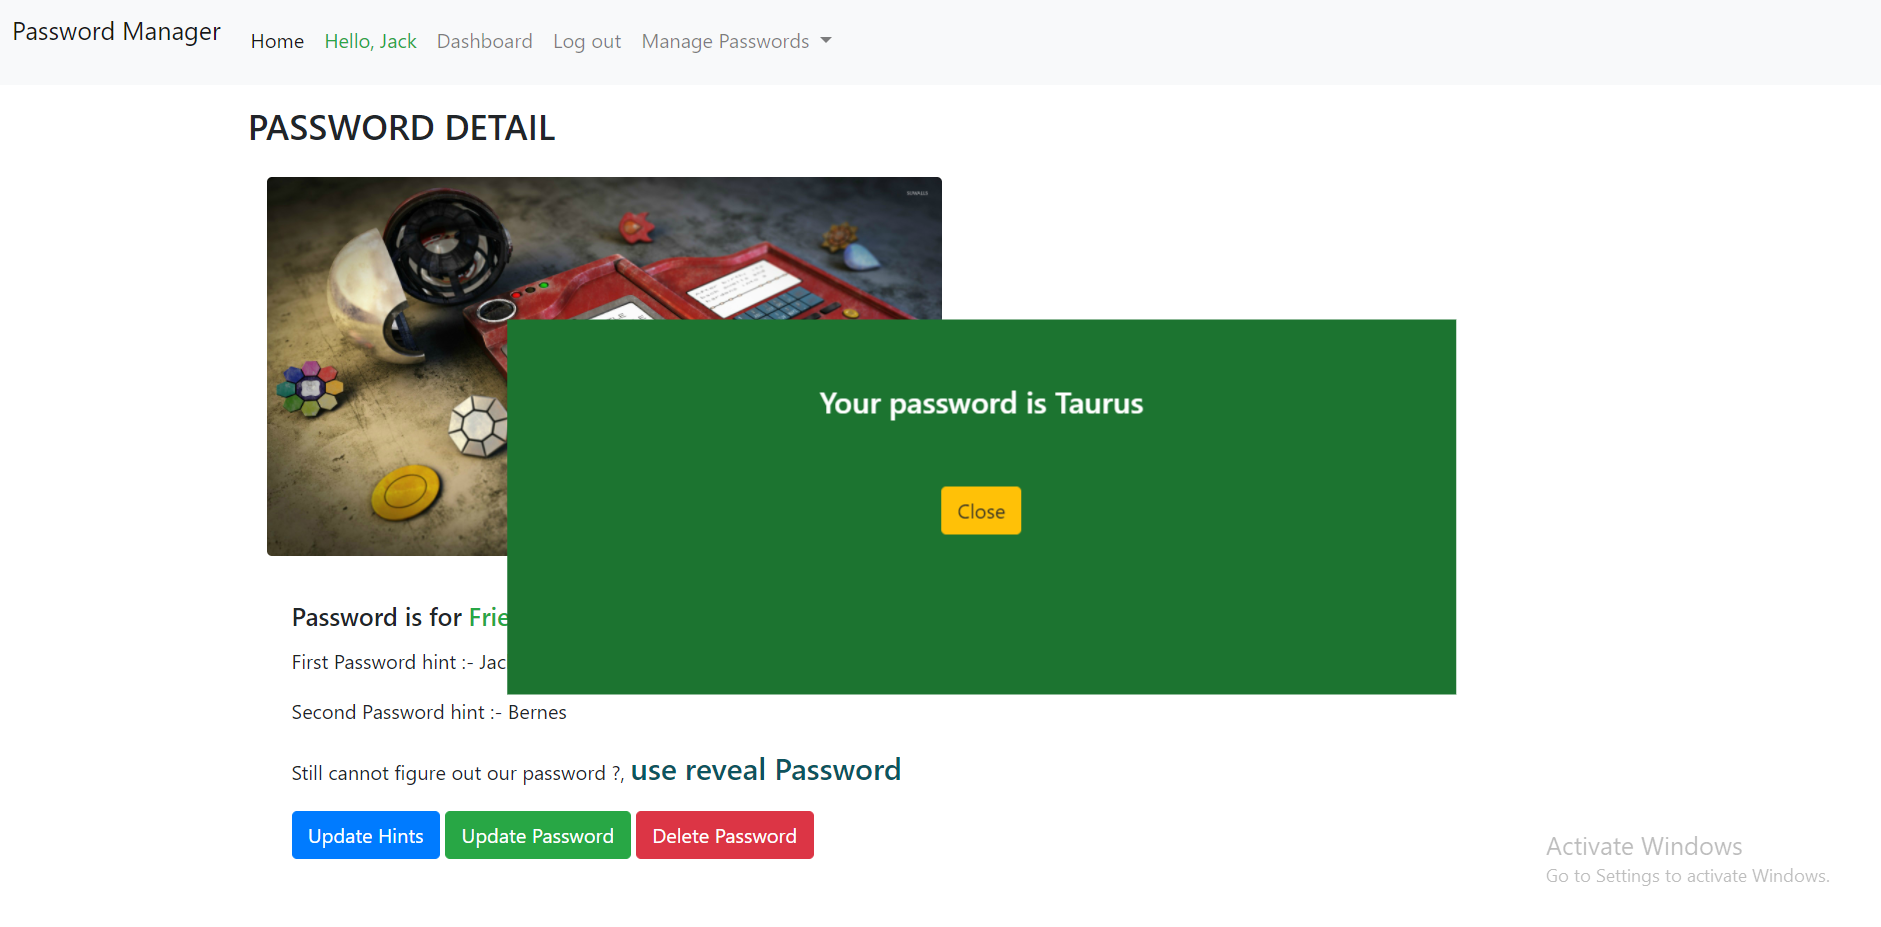 Password Manager Home Hello, Jack Dashboard Log out Manage Passwords
PASSWORD DETAIL
Your password is Taurus
Close
Password is for
First Password hint :-
Second Password hint :- Bernes
Still cannot figure out our password ?, use reveal Password
Update Hints Update Password Delete Password
Activate Windows
Go to Settings to activate Windows.